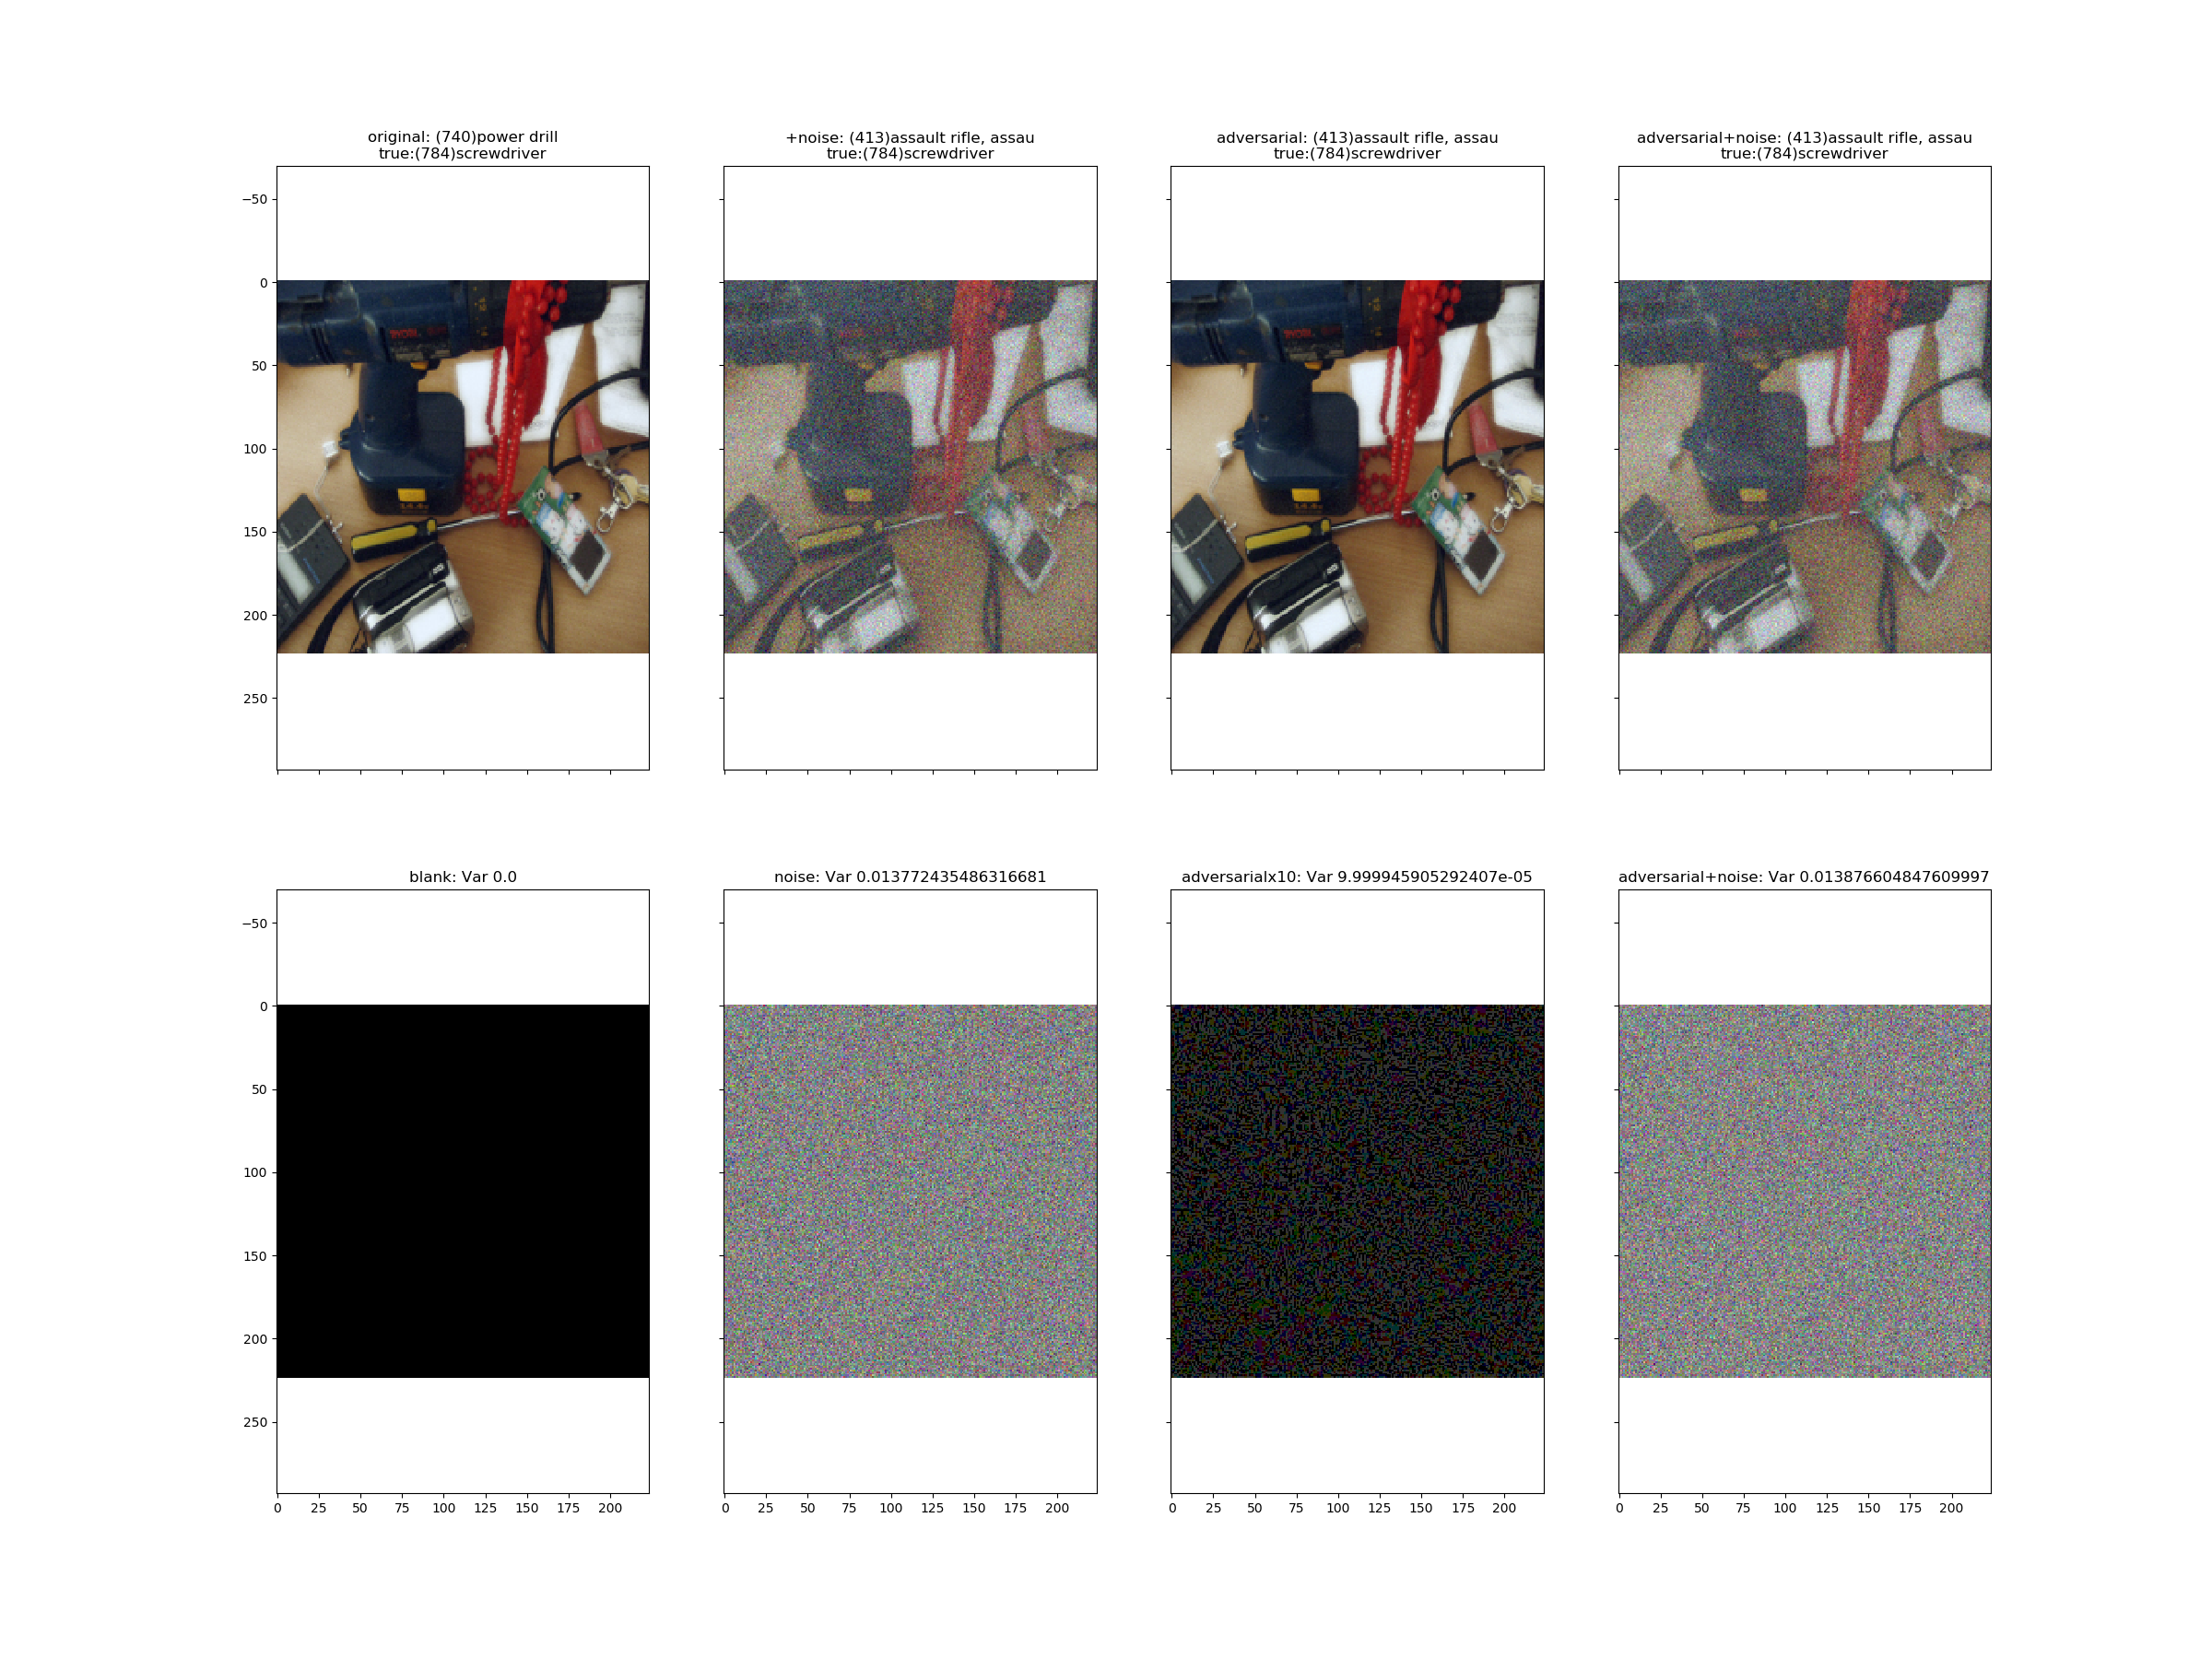 original: (740)power drill
true:(784)screwdriver
+noise: (413)assault rifle, assau
true:(784)screwdriver
adversarial: (413)assault rifle, assau
true:(784)screwdriver
adversarial+noise: (413)assault rifle, assau
true:(784)screwdriver
−50
0
50
100
150
200
250
blank: Var 0.0
noise: Var 0.013772435486316681
adversarialx10: Var 9.999945905292407e-05
adversarial+noise: Var 0.013876604847609997
−50
0
50
100
150
200
250
0 25 50 75 100 125 150 175 200
0 25 50 75 100 125 150 175 200
0 25 50 75 100 125 150 175 200
0 25 50 75 100 125 150 175 200